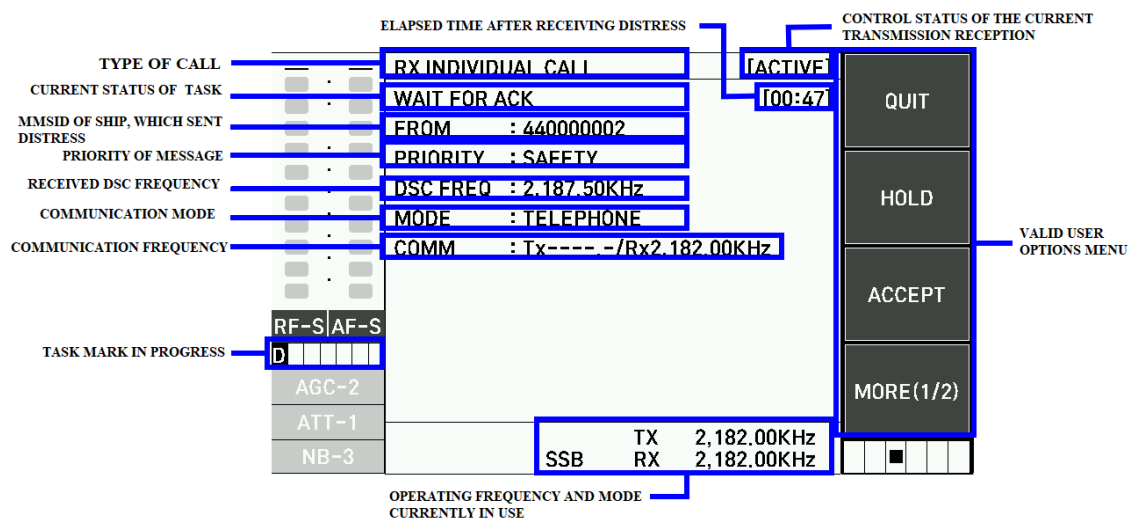 ELAPSED TIME AFTER RECEIVING DISTRESS
CONTROL STATUS OF THE CURRENT
TRANSMISSION RECEPTION
TYPE OF CALL
RX INDIVIDUAL CALL
[ACTIVE]
CURRENT STATUS OF TASK
WAIT FOR ACK
[00:47]
QUIT
MMSID OF SHIP, WHICH SENT
DISTRESS
FROM : 440000002
PRIORITY OF MESSAGE
PRIORITY : SAFETY
RECEIVED DSC FREQUENCY
DSC FREQ : 2,187.50KHz
HOLD
COMMUNICATION MODE
MODE : TELEPHONE
COMMUNICATION FREQUENCY
COMM : Tx----.-/Rx2,182.00KHz
VALID USER
OPTIONS MENU
ACCEPT
RF-S AF-S
TASK MARK IN PROGRESS
D
AGC-2
MORE(1/2)
ATT-1
TX 2,182.00KHz
NB-3
SSB RX 2,182.00KHz
OPERATING FREQUENCY AND MODE
CURRENTLY IN USE